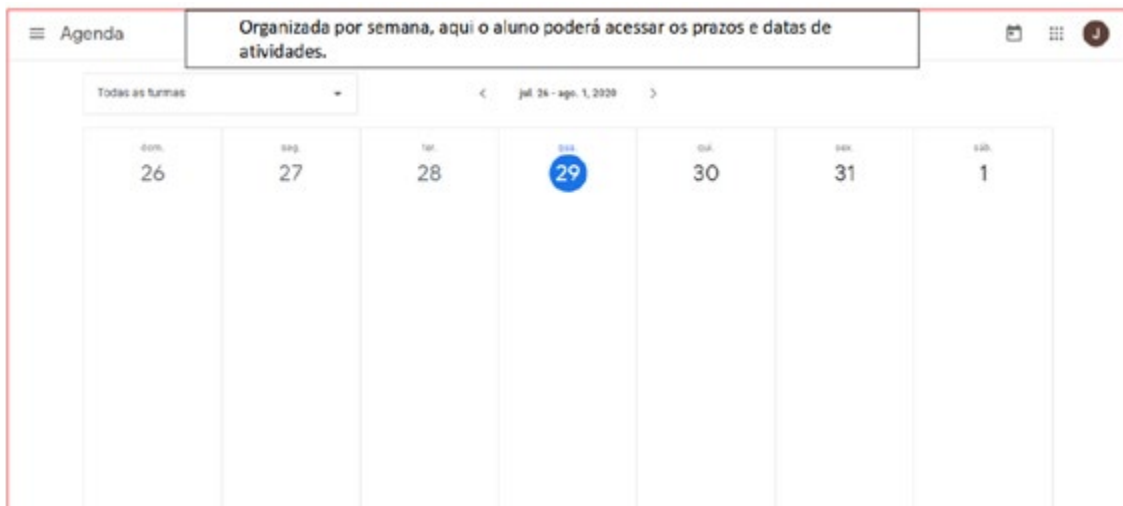 Agenda
Organizada por semana, aqui o aluno poderá acessar os prazos e datas de
atividades.
J
Todas as turmas
jul. 26 - ago. 1, 2020
dom. seg. ter. qua. qui. sex. sáb.
26 27 28 29 30 31 1